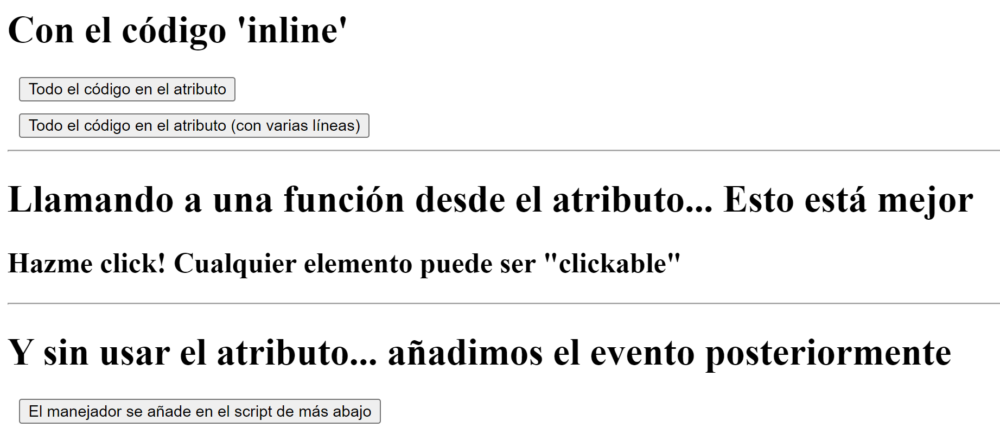 Con el código 'inline'
Todo el código en el atributo
Todo el código en el atributo (con varias líneas)
Llamando a una función desde el atributo... Esto está mejor
Hazme click! Cualquier elemento puede ser "clickable"
Y sin usar el atributo... añadimos el evento posteriormente
El manejador se añade en el script de más abajo